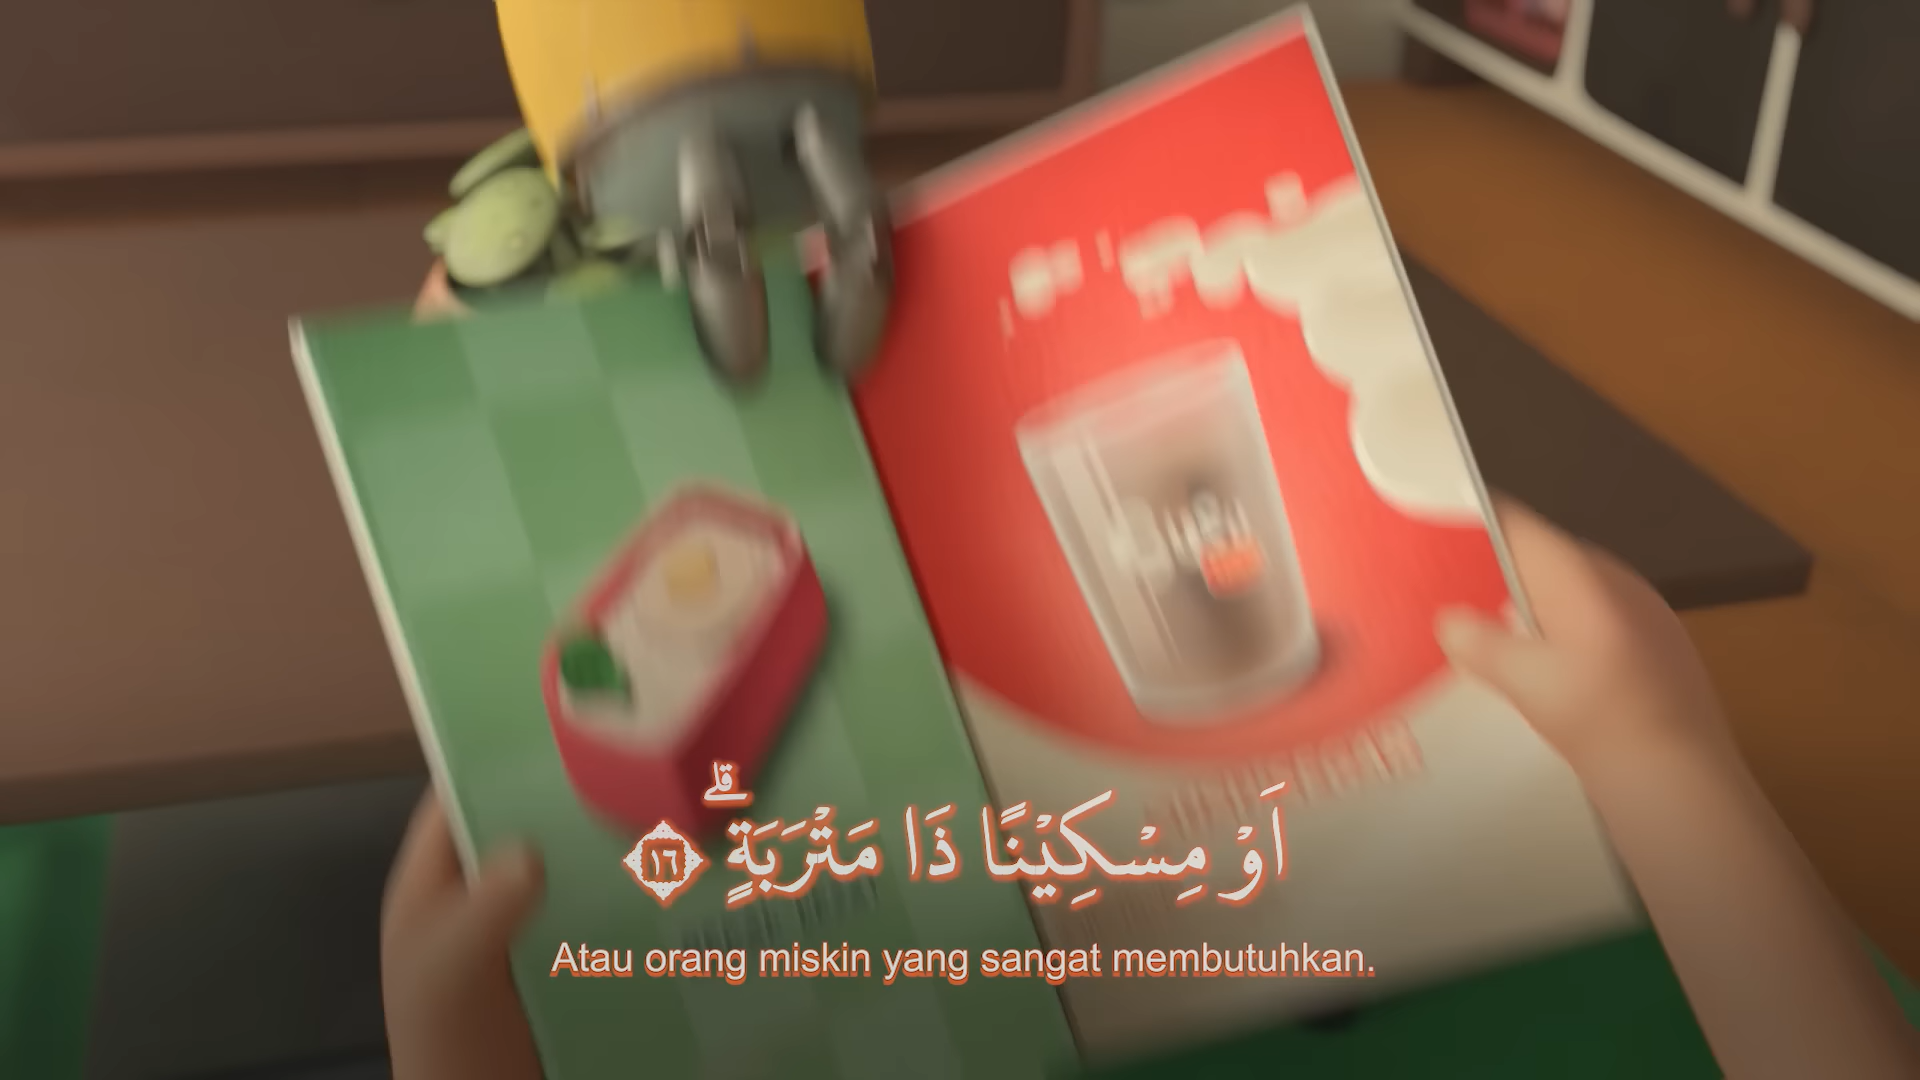 اَوْ مِسْكِيْنًا ذَا مَتْرَبَةٍۗ ۝١٦
Atau orang miskin yang sangat membutuhkan.